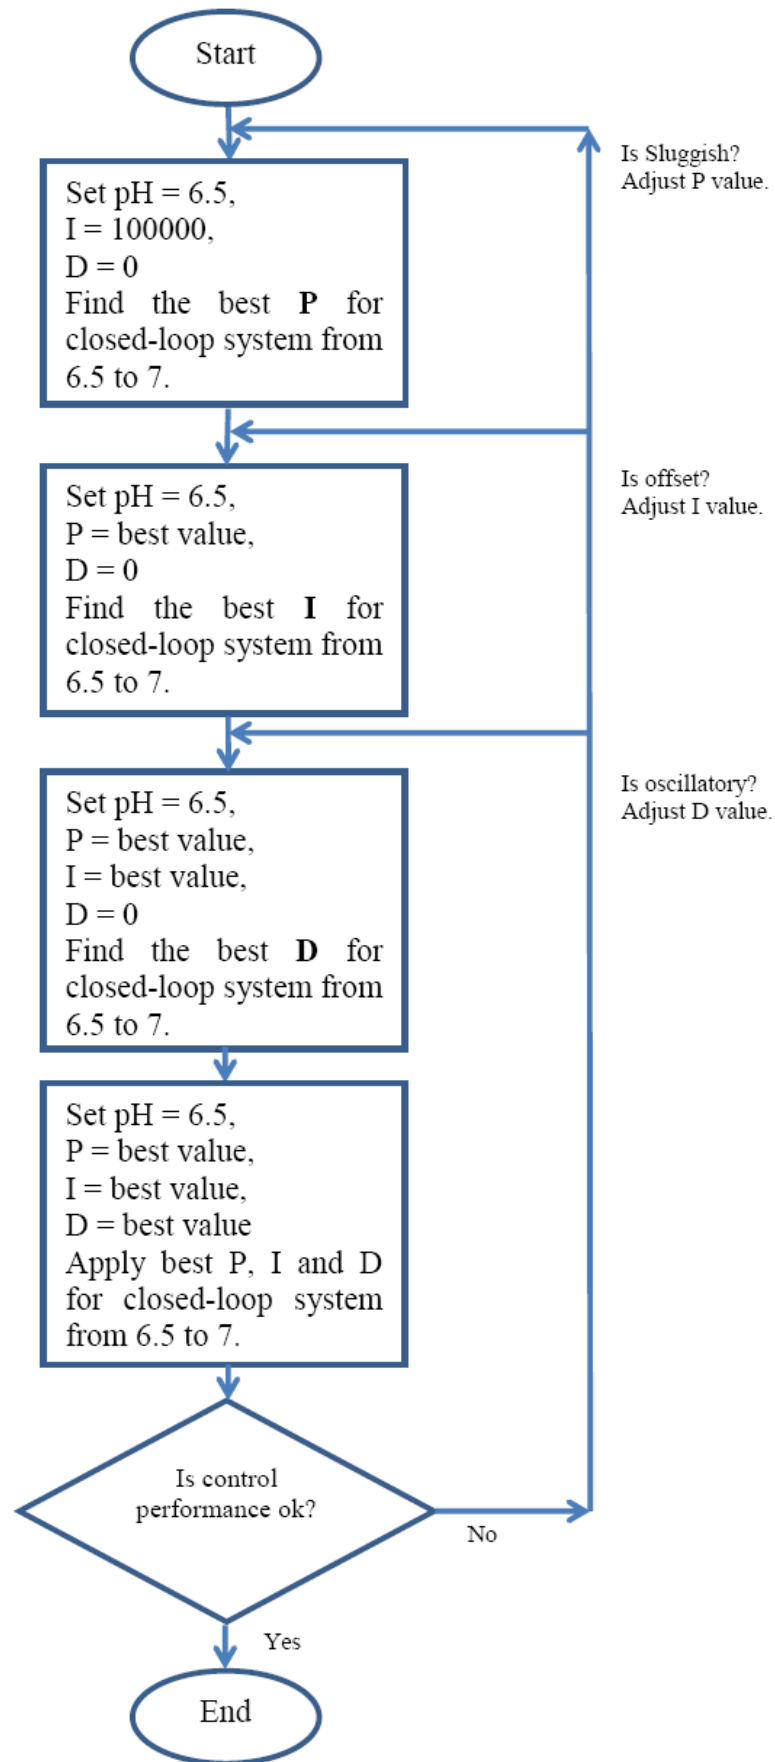 Start
Is Sluggish?
Adjust P value.
Set pH = 6.5,
I = 100000,
D = 0
Find the best P for
closed-loop system from
6.5 to 7.
Is offset?
Adjust I value.
Set pH = 6.5,
P = best value,
D = 0
Find the best I for
closed-loop system from
6.5 to 7.
Is oscillatory?
Adjust D value.
Set pH = 6.5,
P = best value,
I = best value,
D = 0
Find the best D for
closed-loop system from
6.5 to 7.
Set pH = 6.5,
P = best value,
I = best value,
D = best value
Apply best P, I and D
for closed-loop system
from 6.5 to 7.
Is control
performance ok?
No
Yes
End